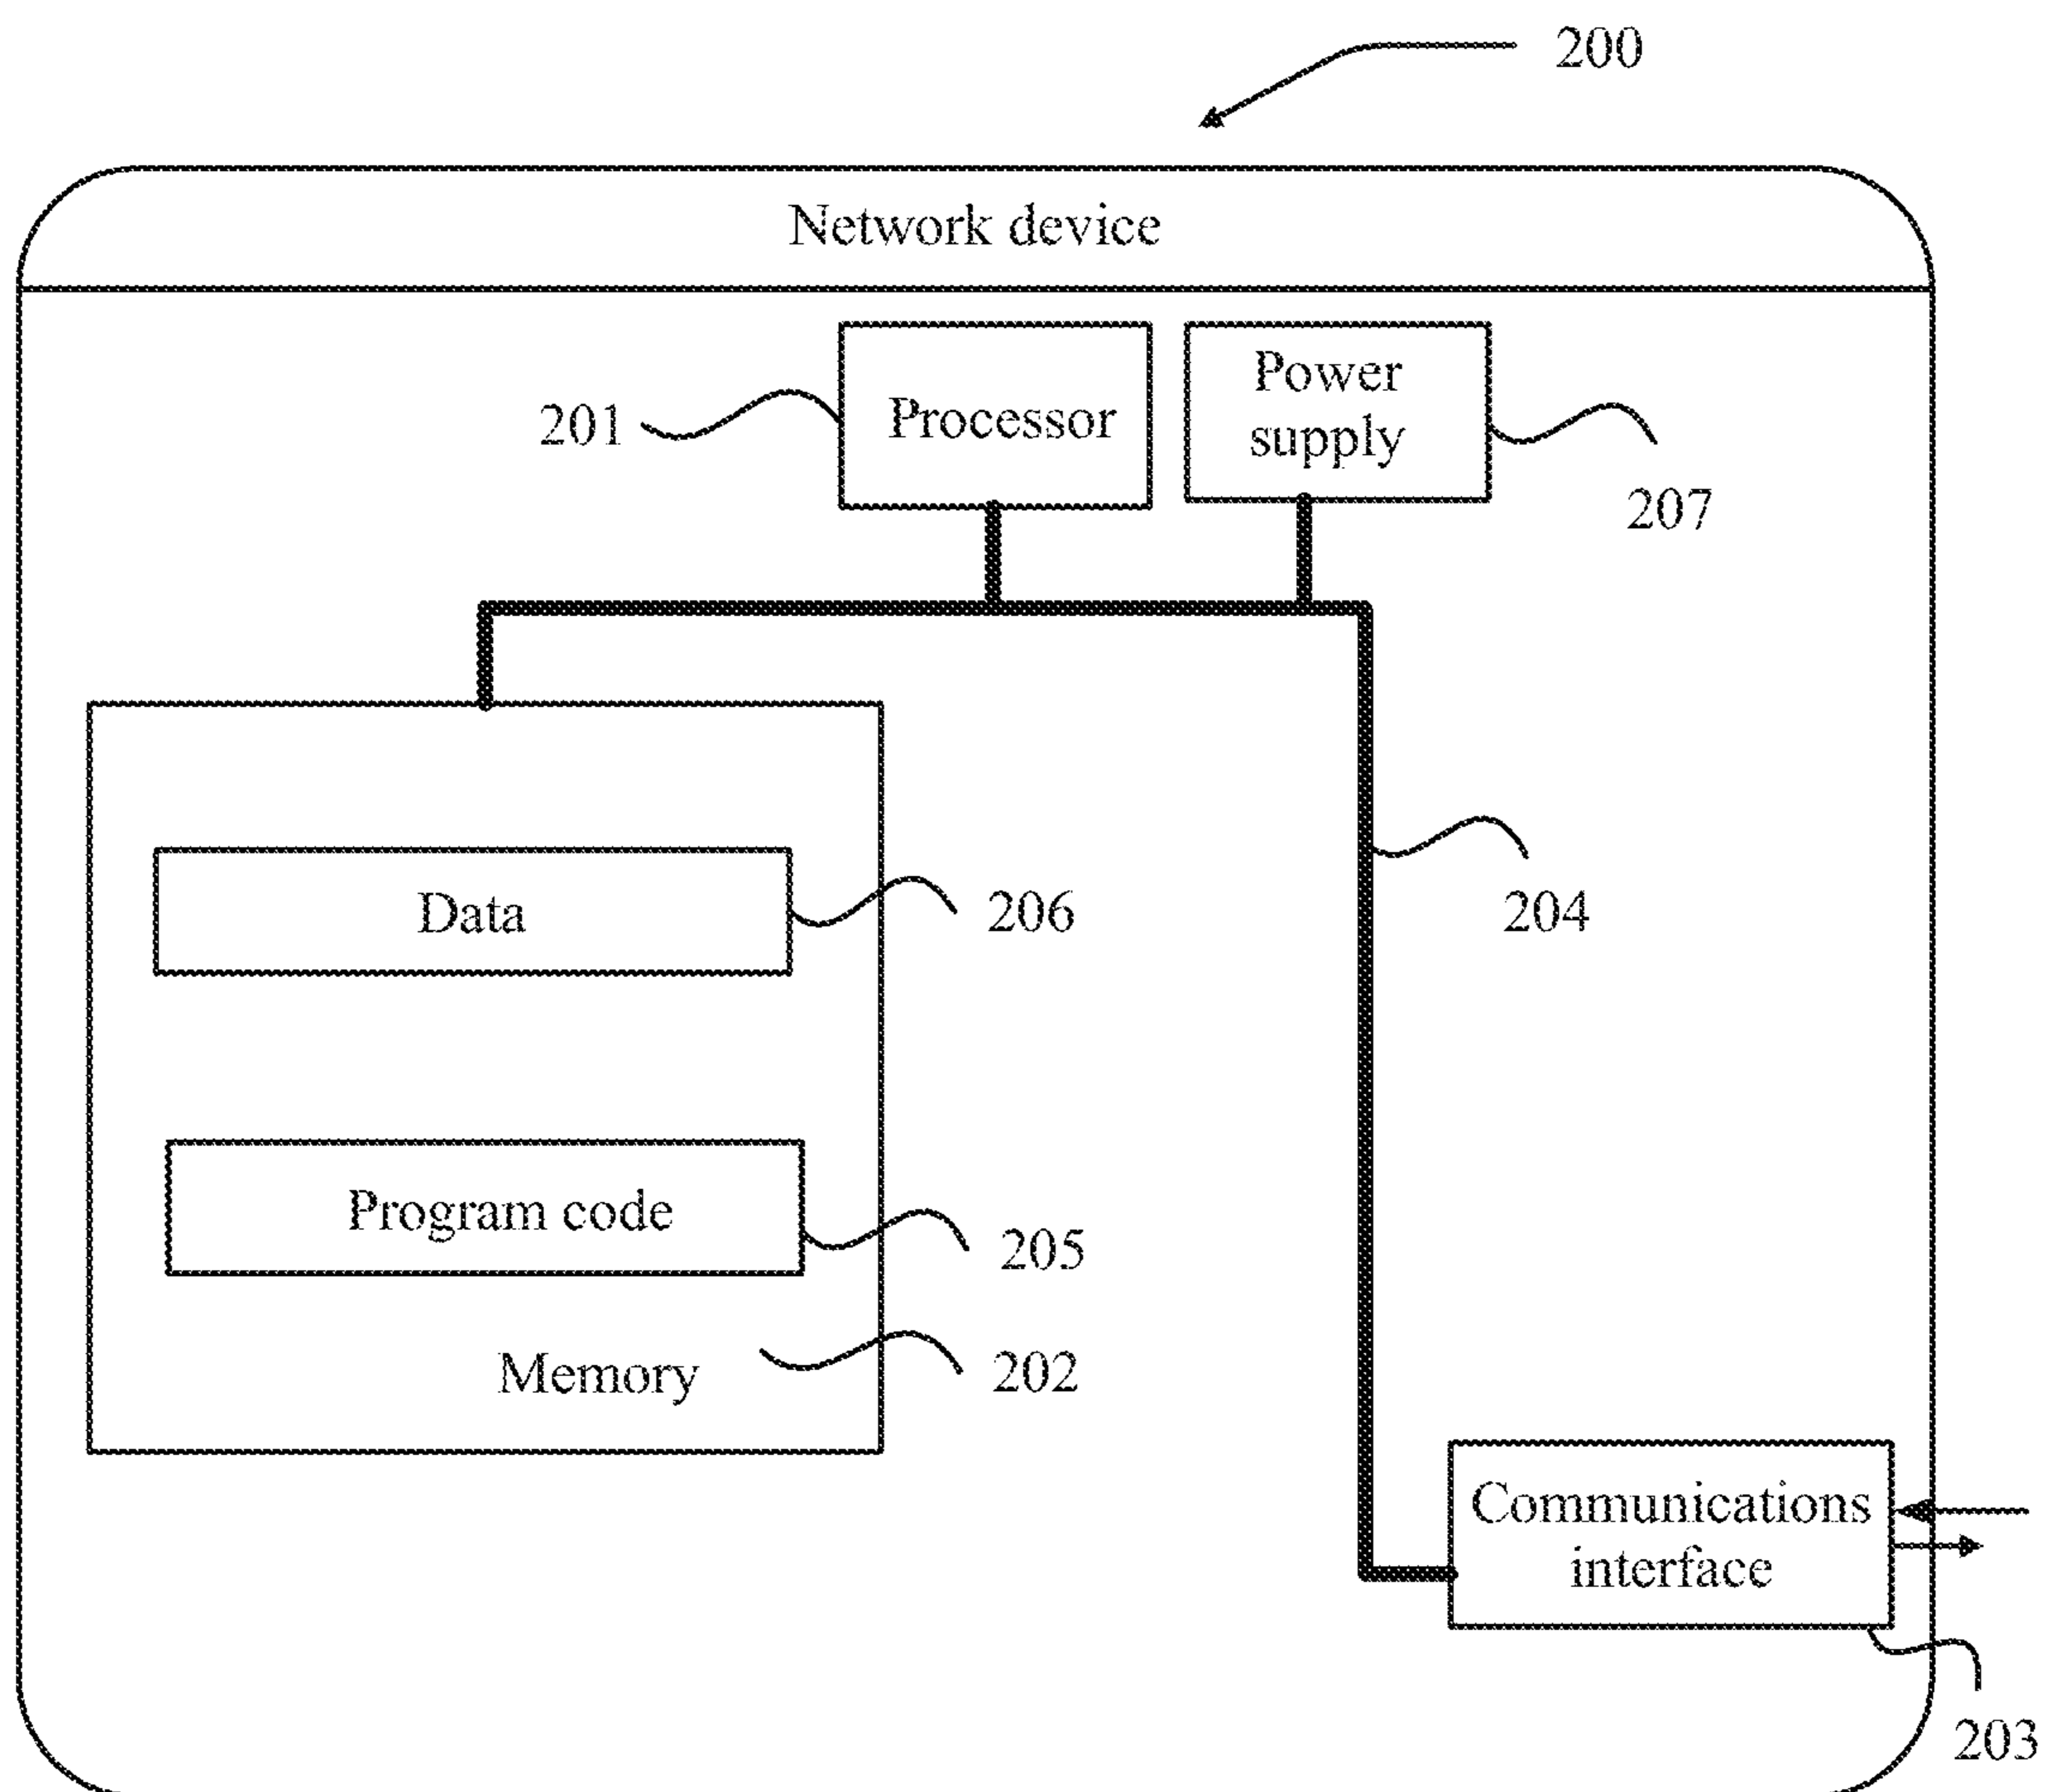 200
Network device
Processor
Power
supply
201
207
Data
206
204
Program code
205
Memory
202
Communications
interface
203